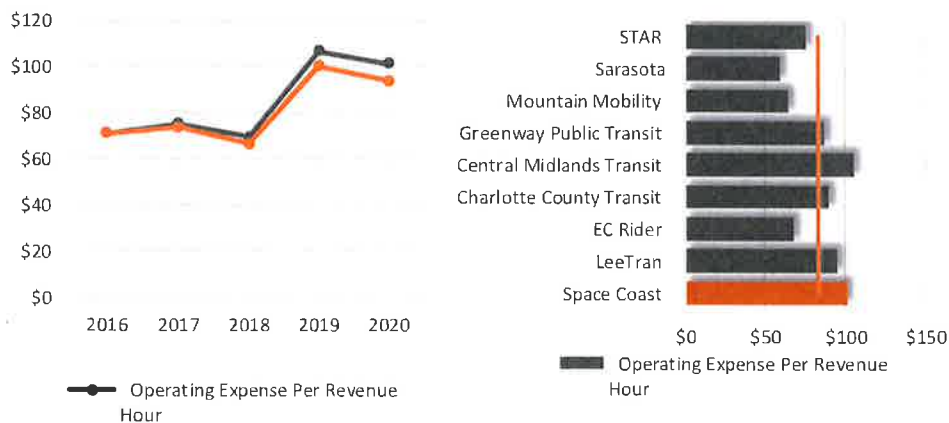 $120
$100
$80
$60
$40
$20
$0
2016 2017 2018 2019 2020
Operating Expense Per Revenue
Hour
STAR
Sarasota
Mountain Mobility
Greenway Public Transit
Central Midlands Transit
Charlotte County Transit
EC Rider
LeeTran
Space Coast
$0 $50 $100 $150
Operating Expense Per Revenue
Hour